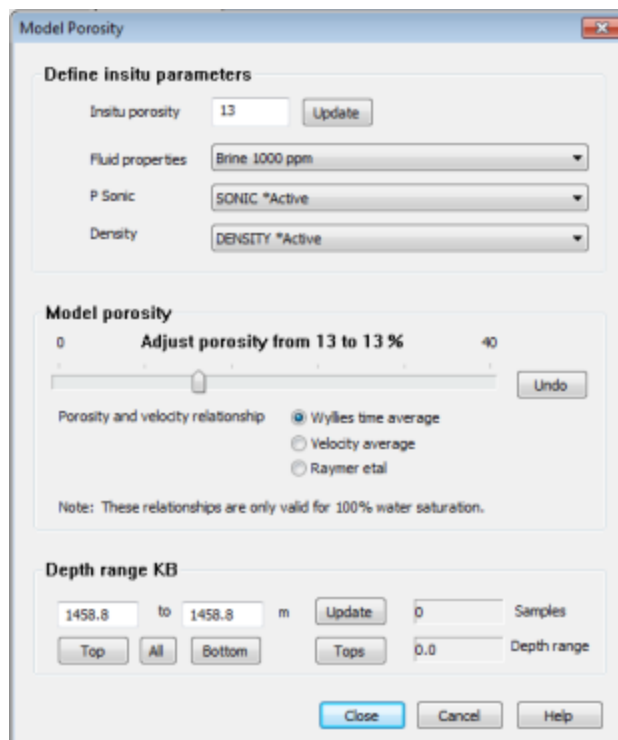 Model Porosity
Define insitu parameters
Insitu porosity 13 Update
Fluid properties Brine 1000 ppm
P Sonic SONIC *Active
Density DENSITY *Active
Model porosity
0 Adjust porosity from 13 to 13 % 40
Undo
Porosity and velocity relationship Wyllies time average
Velocity average
Raymer etal
Note: These relationships are only valid for 100% water saturation.
Depth range KB
1458.8 to 1458.8 m Update 0 Samples
Top All Bottom Tops 0.0 Depth range
Close Cancel Help